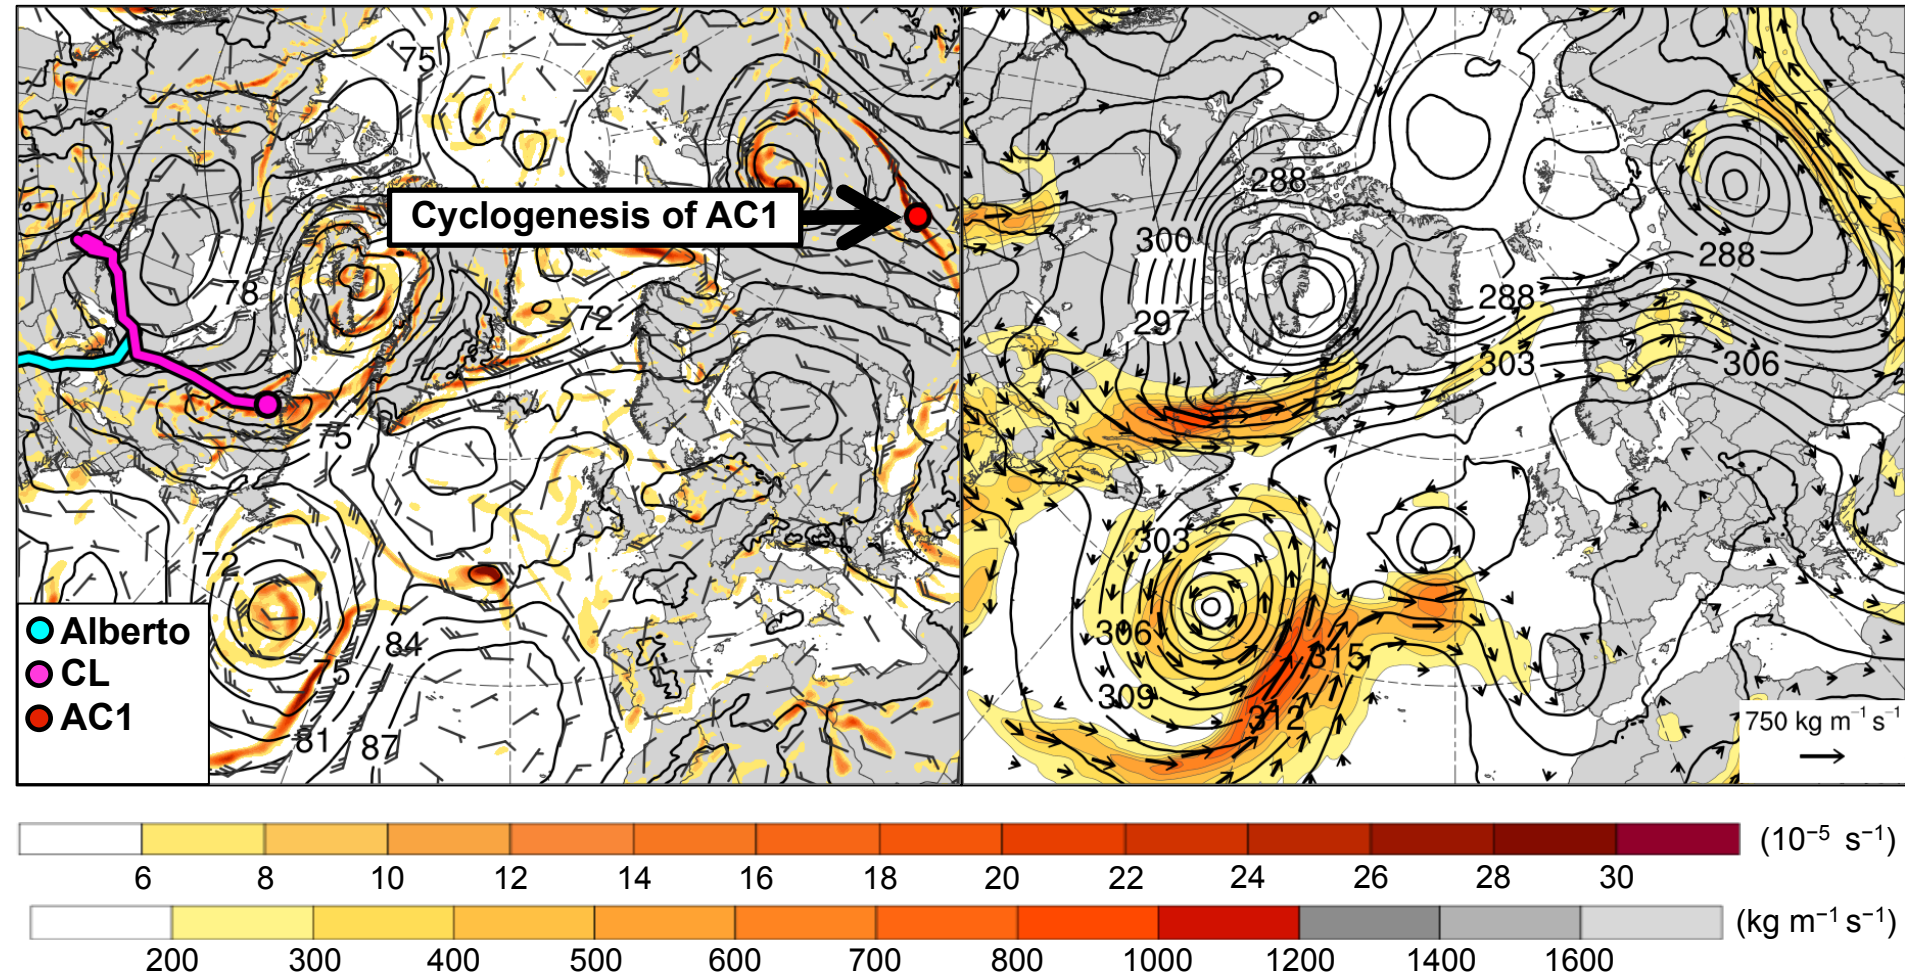 75
Cyclogenesis of AC1
78
72
75
72
84
75
81
87
Alberto
CL
AC1
288
300
297
288
288
303
306
303
306
315
309
312
750 kg m⁻¹ s⁻¹
(10⁻⁵ s⁻¹)
6 8 10 12 14 16 18 20 22 24 26 28 30
(kg m⁻¹ s⁻¹)
200 300 400 500 600 700 800 1000 1200 1400 1600